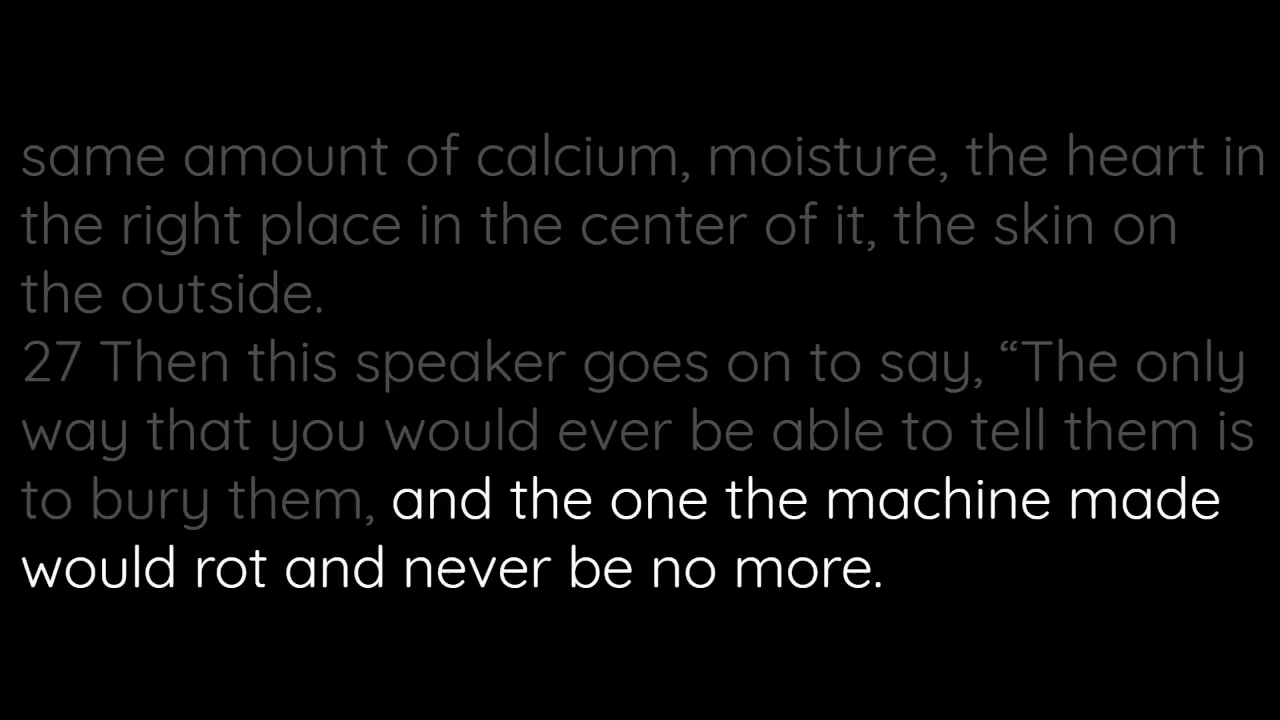 same amount of calcium, moisture, the heart in
the right place in the center of it, the skin on
the outside.
27 Then this speaker goes on to say, “The only
way that you would ever be able to tell them is
to bury them, and the one the machine made
would rot and never be no more.